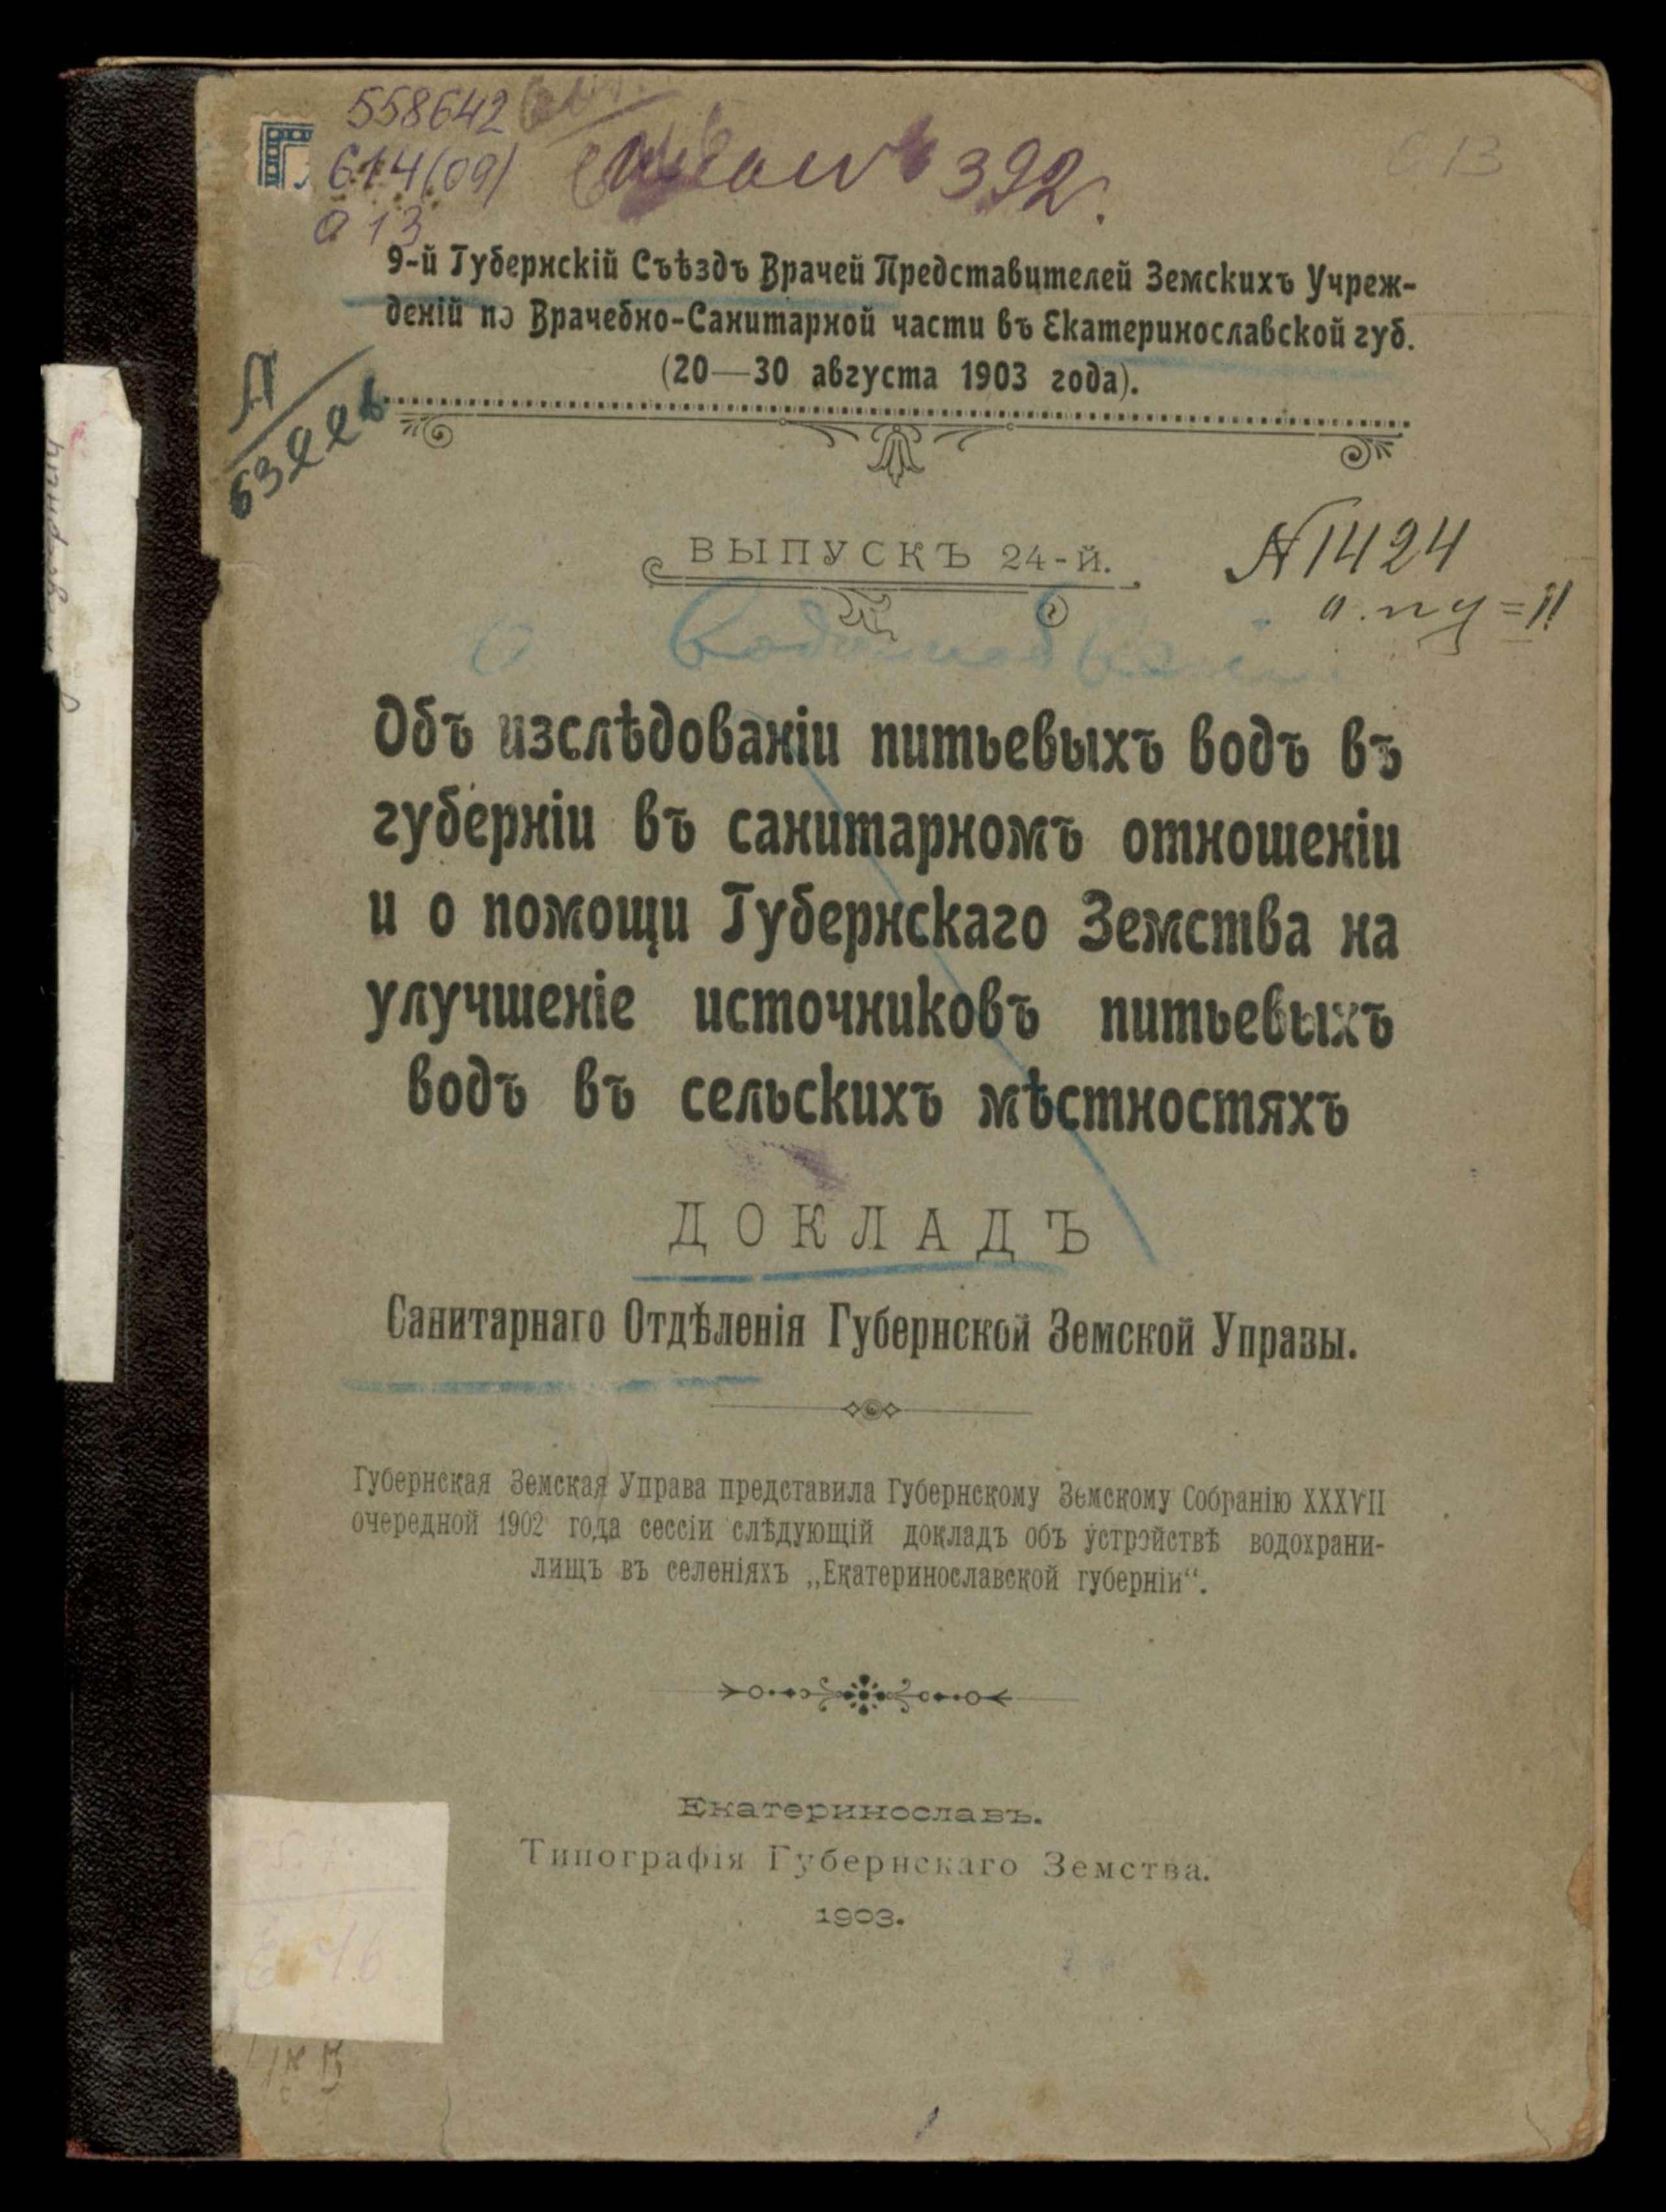 558642
614(09)
О 13
392.
9-й Губернскій Съѣздъ Врачей Представителей Земскихъ Учреж-
деній по Врачебно-Санитарной части въ Екатеринославской губ.
(20—30 августа 1903 года).
ВЫПУСКЪ 24-й.
№1424
Объ изслѣдованіи питьевыхъ водъ въ
губерніи въ санитарномъ отношеніи
и о помощи Губернскаго Земства на
улучшеніе источниковъ питьевыхъ
водъ въ сельскихъ мѣстностяхъ
ДОКЛАДЪ
Санитарнаго Отдѣленія Губернской Земской Управы.
Губернская Земская Управа представила Губернскому Земскому Собранію XXXVII
очередной 1902 года сессіи слѣдующій докладъ объ устройствѣ водохрани-
лищъ въ селеніяхъ „Екатеринославской губерніи“.
Екатеринославъ.
Типографія Губернскаго Земства.
1903.